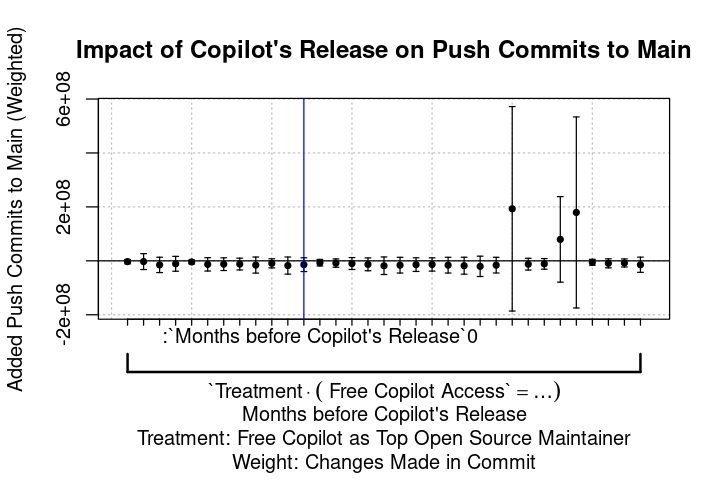 Impact of Copilot's Release on Push Commits to Main
Added Push Commits to Main (Weighted)
6e+08
2e+08
-2e+08
:`Months before Copilot's Release`0
`Treatment · ( Free Copilot Access` = …)
Months before Copilot's Release
Treatment: Free Copilot as Top Open Source Maintainer
Weight: Changes Made in Commit